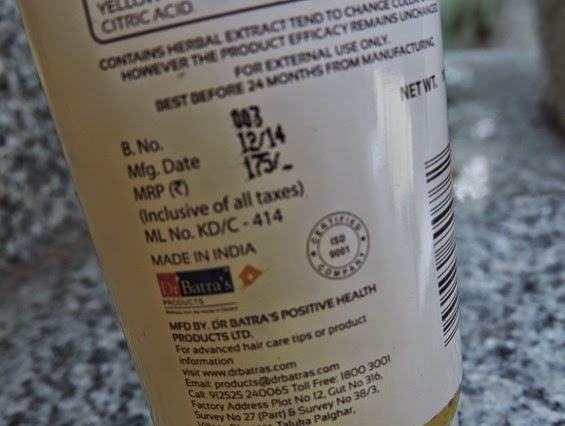 YELLOW
CITRIC ACID.
CONTAINS HERBAL EXTRACT TEND TO CHANGE COLOR
HOWEVER THE PRODUCT EFFICACY REMAINS UNCHANGED
FOR EXTERNAL USE ONLY.
BEST BEFORE 24 MONTHS FROM MANUFACTURING
NET WT.
B. No. 003
Mfg. Date 12/14
MRP (₹) 175/-
(Inclusive of all taxes)
ML No. KD/C - 414
MADE IN INDIA
CERTIFIED
ISO
9001
COMPANY
Dr Batra's
PRODUCTS
MFD BY. DR BATRA'S POSITIVE HEALTH
PRODUCTS LTD.
For advanced hair care tips or product
information
visit www.drbatras.com
Email: products@drbatras.com
Call: 912525 240065 Toll Free: 1800 3001
Factory Address Plot No 12, Gut No 316,
Survey No 27 (Part) & Survey No 38/3,
Taluka Palghar,